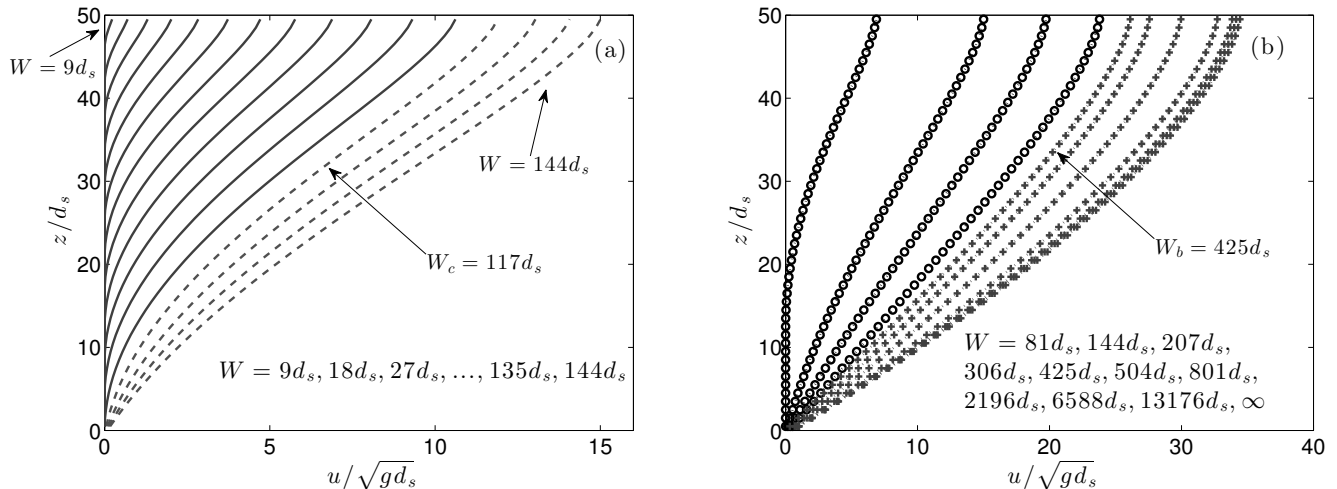 50
40
30
20
10
0
z/d_s
0
5
10
15
u/√gd_s
(a)
W = 9d_s
W = 144d_s
W_c = 117d_s
W = 9d_s, 18d_s, 27d_s, ..., 135d_s, 144d_s
50
40
30
20
10
0
z/d_s
0
10
20
30
40
u/√gd_s
(b)
W_b = 425d_s
W = 81d_s, 144d_s, 207d_s,
306d_s, 425d_s, 504d_s, 801d_s,
2196d_s, 6588d_s, 13176d_s, ∞